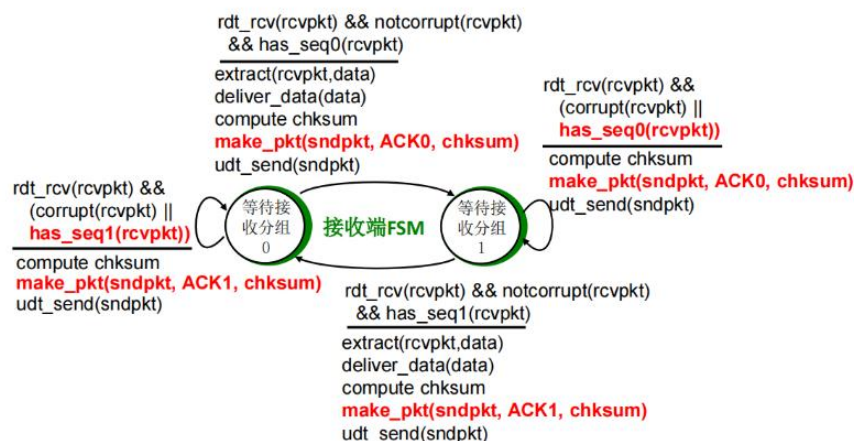 rdt_rcv(rcvpkt) && notcorrupt(rcvpkt)
&& has_seq0(rcvpkt)
extract(rcvpkt,data)
deliver_data(data)
compute chksum
make_pkt(sndpkt, ACK0, chksum)
udt_send(sndpkt)
rdt_rcv(rcvpkt) &&
(corrupt(rcvpkt) ||
has_seq0(rcvpkt))
compute chksum
make_pkt(sndpkt, ACK0, chksum)
udt_send(sndpkt)
rdt_rcv(rcvpkt) &&
(corrupt(rcvpkt) ||
has_seq1(rcvpkt))
compute chksum
make_pkt(sndpkt, ACK1, chksum)
udt_send(sndpkt)
等待接
收分组
0
接收端FSM
等待接
收分组
1
rdt_rcv(rcvpkt) && notcorrupt(rcvpkt)
&& has_seq1(rcvpkt)
extract(rcvpkt,data)
deliver_data(data)
compute chksum
make_pkt(sndpkt, ACK1, chksum)
udt_send(sndpkt)